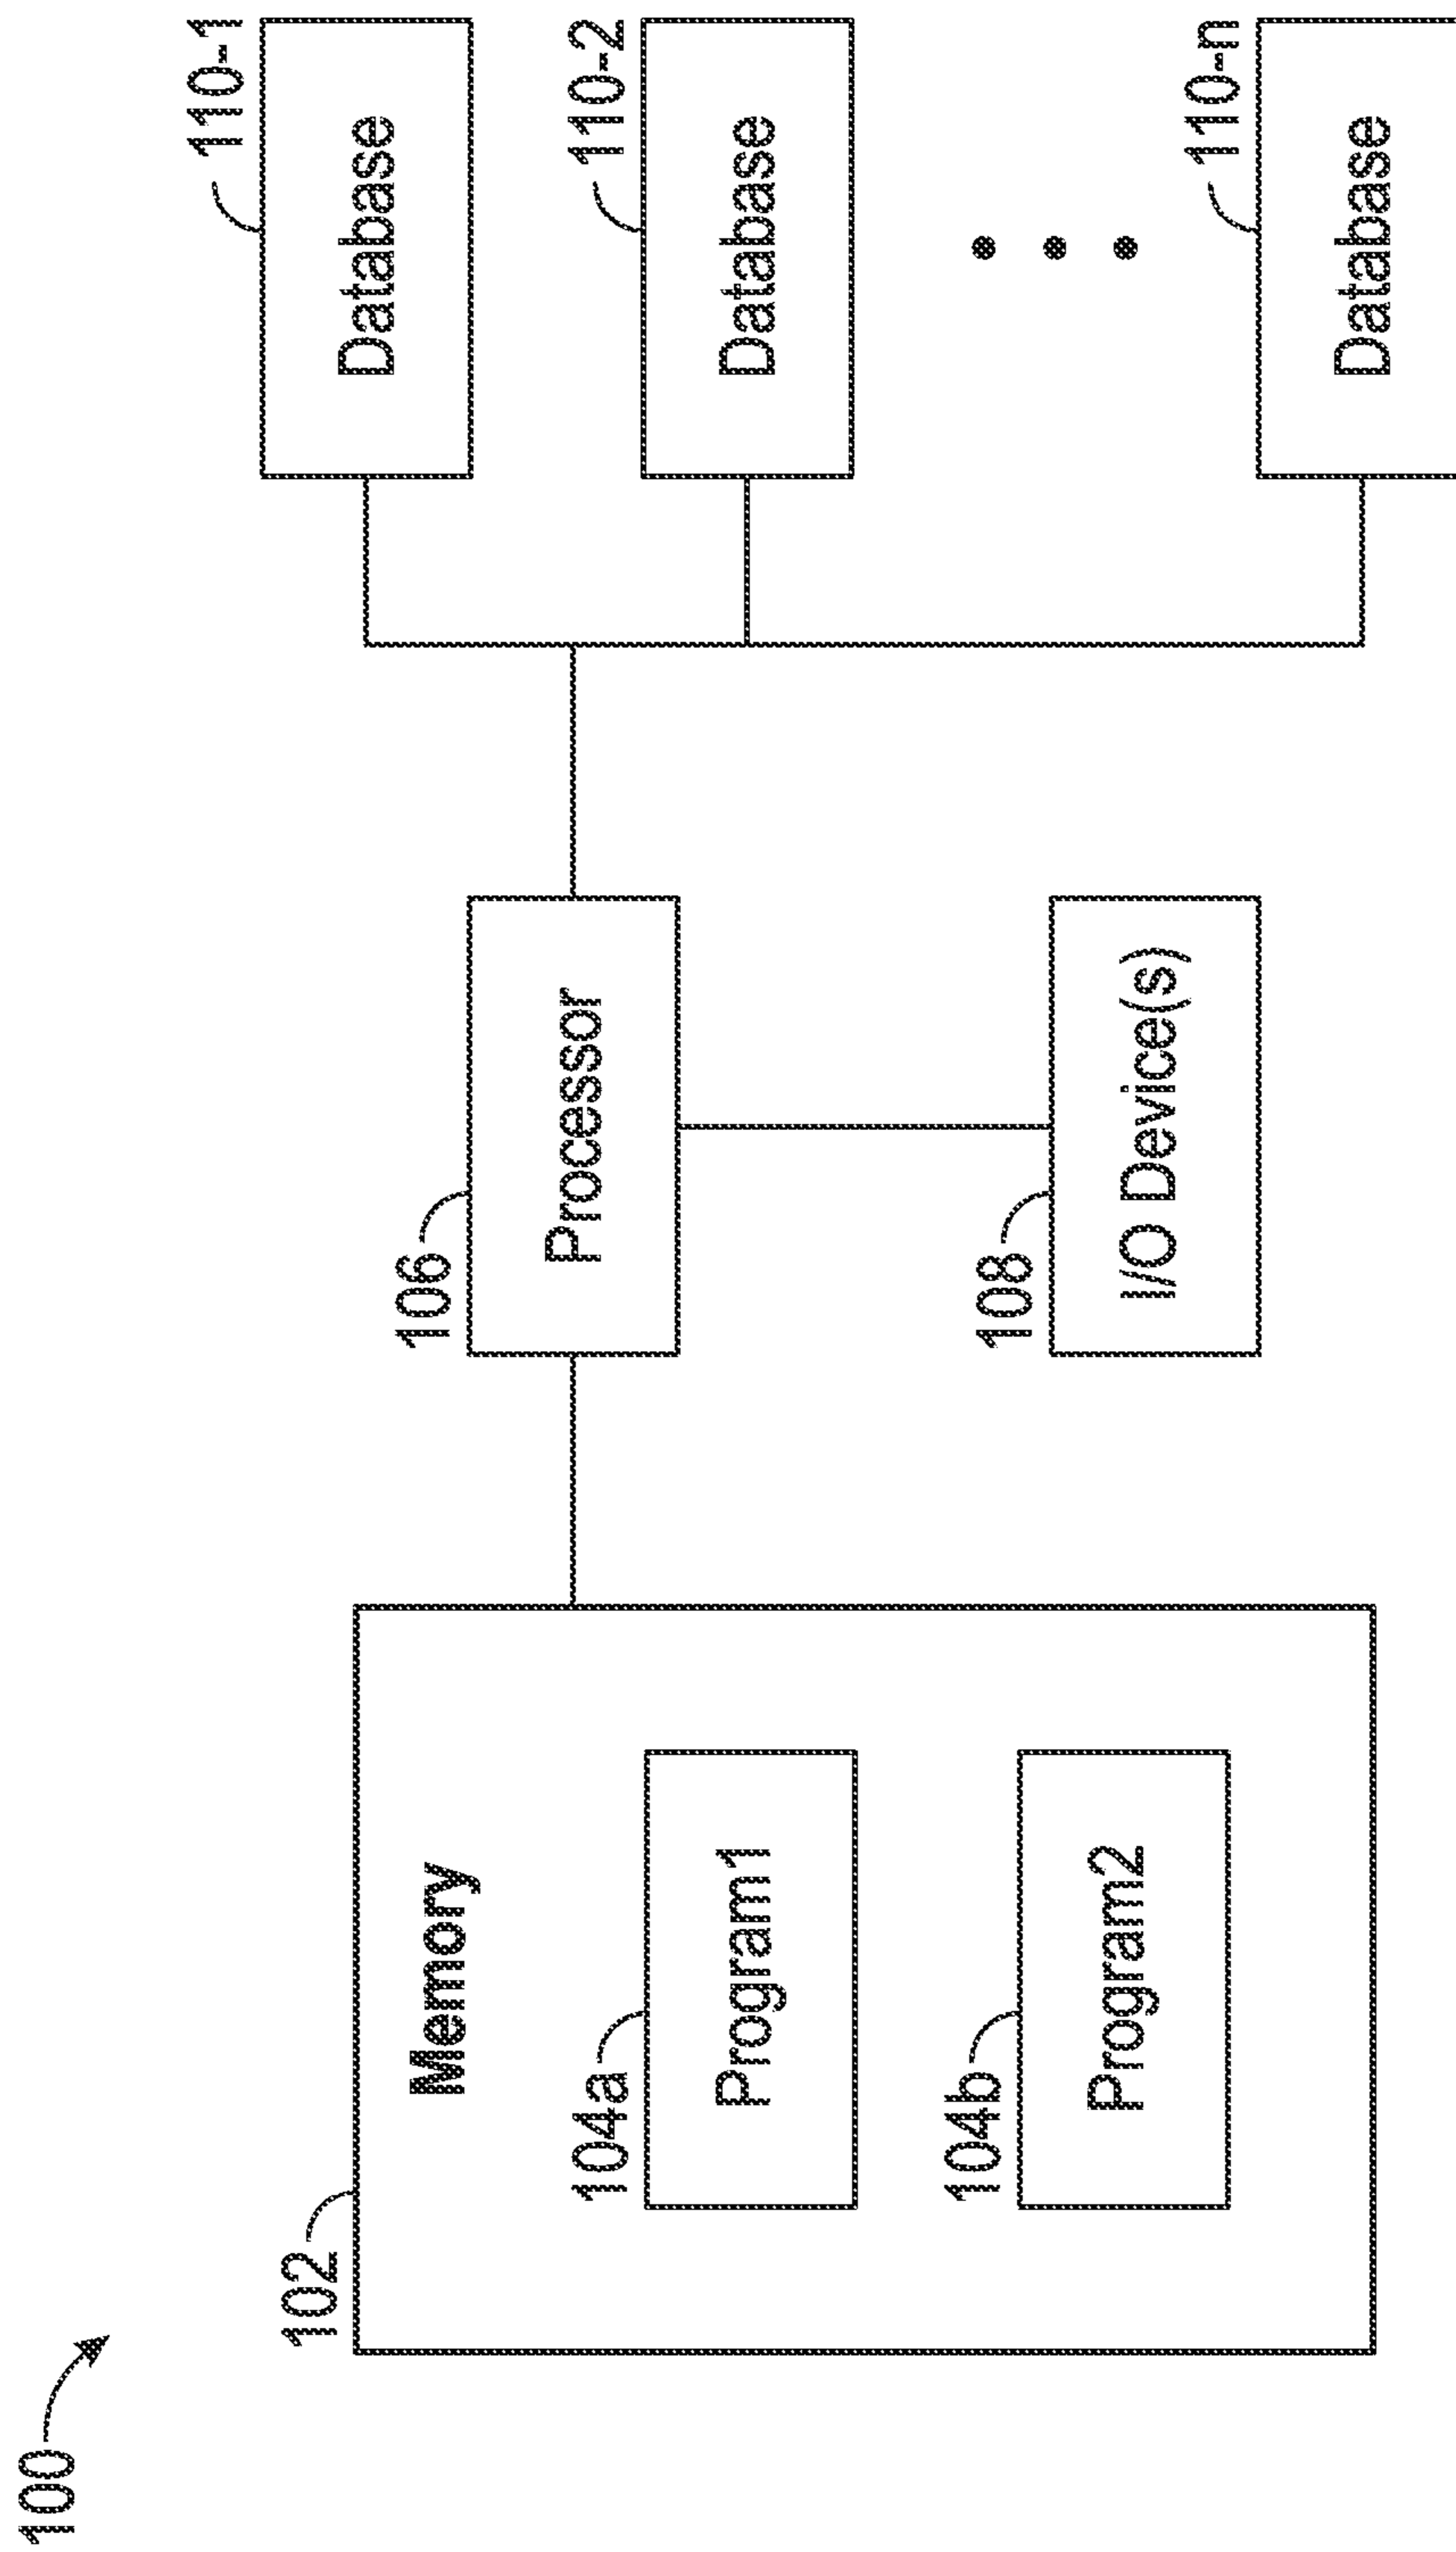 100
102
Memory
104a
Program1
104b
Program2
106
Processor
108
I/O Device(s)
110-1
Database
110-2
Database
110-n
Database